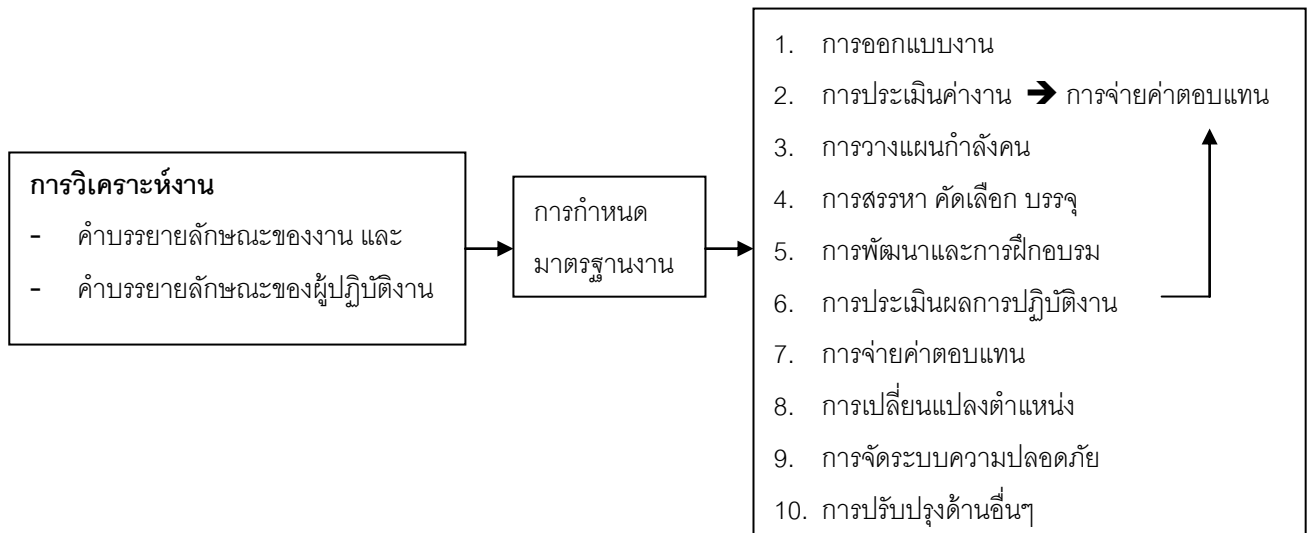 การวิเคราะห์งาน
- คำบรรยายลักษณะของงาน และ
- คำบรรยายลักษณะของผู้ปฏิบัติงาน
การกำหนด
มาตรฐานงาน
1. การออกแบบงาน
2. การประเมินค่างาน ➔ การจ่ายค่าตอบแทน
3. การวางแผนกำลังคน
4. การสรรหา คัดเลือก บรรจุ
5. การพัฒนาและการฝึกอบรม
6. การประเมินผลการปฏิบัติงาน
7. การจ่ายค่าตอบแทน
8. การเปลี่ยนแปลงตำแหน่ง
9. การจัดระบบความปลอดภัย
10. การปรับปรุงด้านอื่นๆ